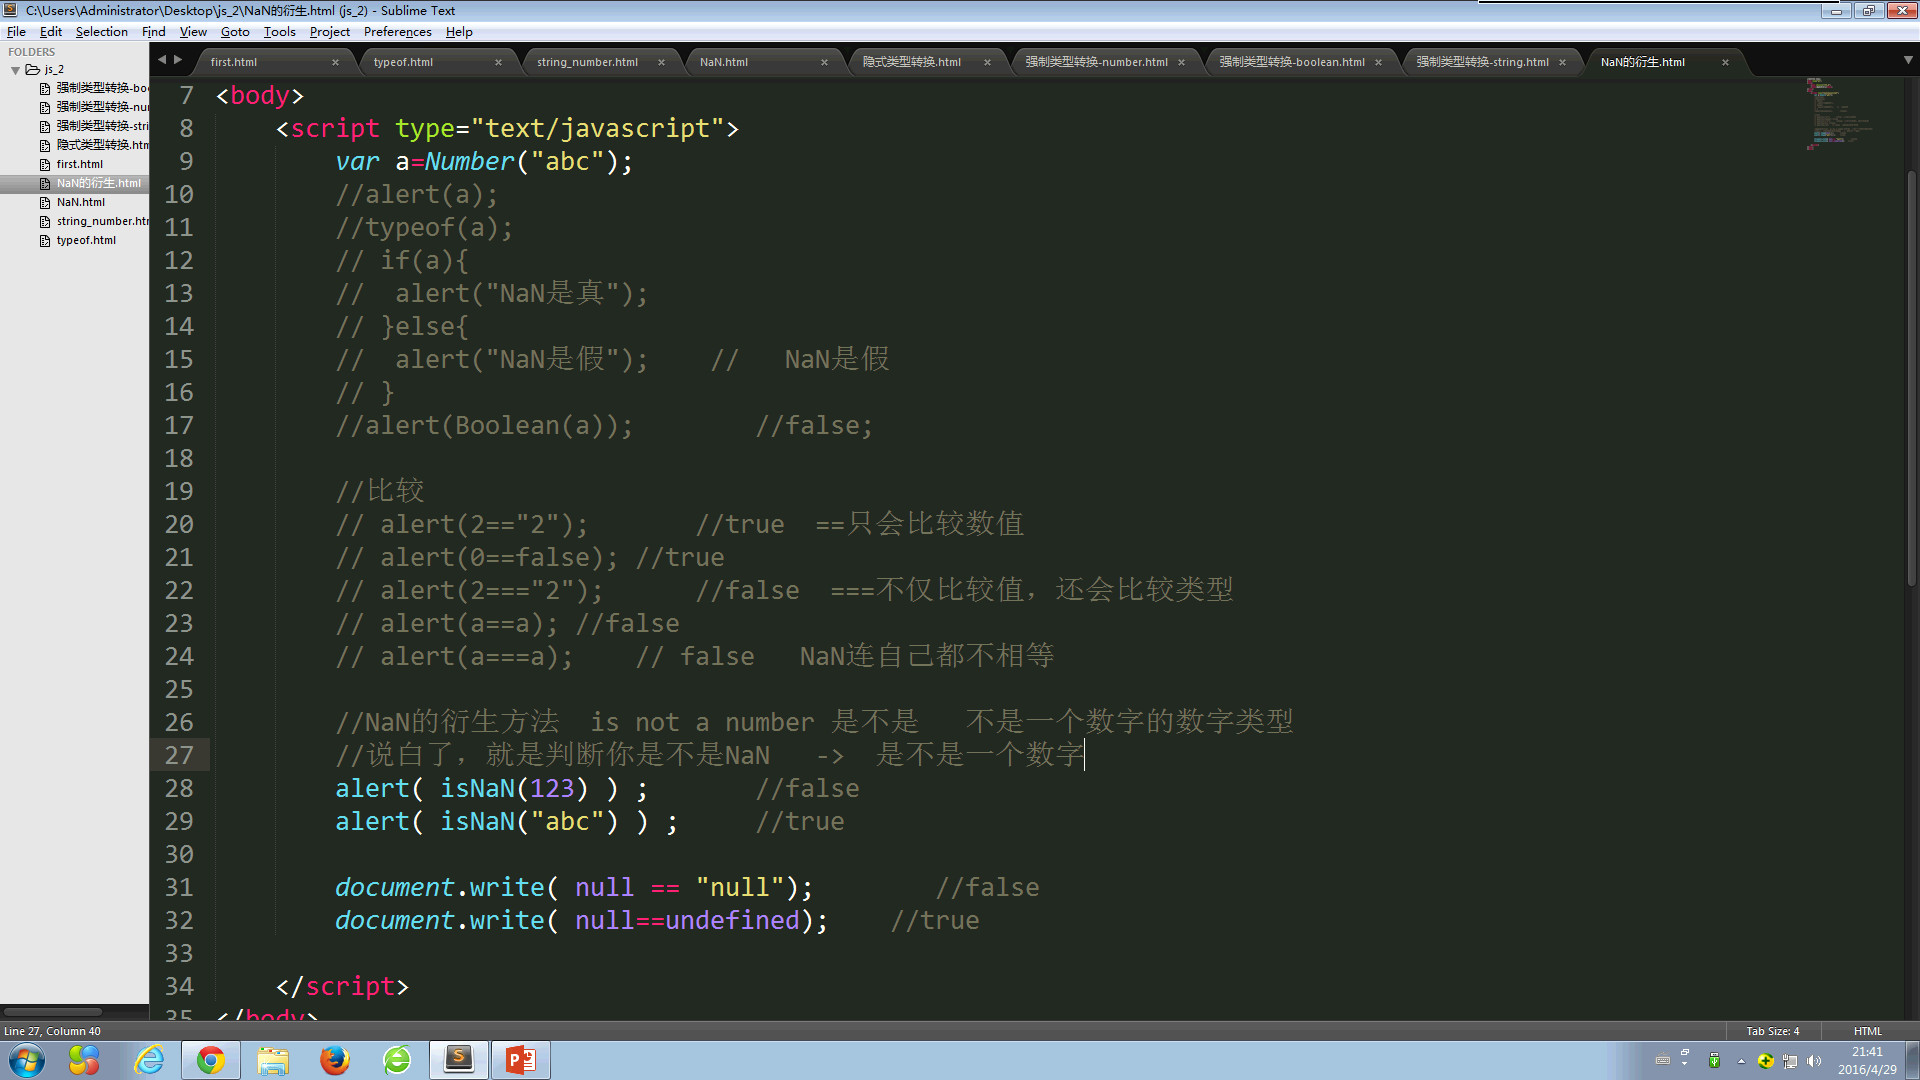 C:\Users\Administrator\Desktop\js_2\NaN的衍生.html (js_2) - Sublime Text
File Edit Selection Find View Goto Tools Project Preferences Help
FOLDERS
js_2
强制类型转换-boo
强制类型转换-nu
强制类型转换-stri
隐式类型转换.htm
first.html
NaN的衍生.html
NaN.html
string_number.htm
typeof.html
first.html typeof.html string_number.html NaN.html 隐式类型转换.html 强制类型转换-number.html 强制类型转换-boolean.html 强制类型转换-string.html NaN的衍生.html
7 <body>
8 <script type="text/javascript">
9 var a=Number("abc");
10 //alert(a);
11 //typeof(a);
12 // if(a){
13 // alert("NaN是真");
14 // }else{
15 // alert("NaN是假"); // NaN是假
16 // }
17 //alert(Boolean(a)); //false;
18
19 //比较
20 // alert(2=="2"); //true ==只会比较数值
21 // alert(0==false); //true
22 // alert(2==="2"); //false ===不仅比较值，还会比较类型
23 // alert(a==a); //false
24 // alert(a===a); // false NaN连自己都不相等
25
26 //NaN的衍生方法 is not a number 是不是 不是一个数字的数字类型
27 //说白了，就是判断你是不是NaN -> 是不是一个数字
28 alert( isNaN(123) ) ; //false
29 alert( isNaN("abc") ) ; //true
30
31 document.write( null == "null"); //false
32 document.write( null==undefined); //true
33
34 </script>
35 </body>
Line 27, Column 40 Tab Size: 4 HTML
21:41
2016/4/29